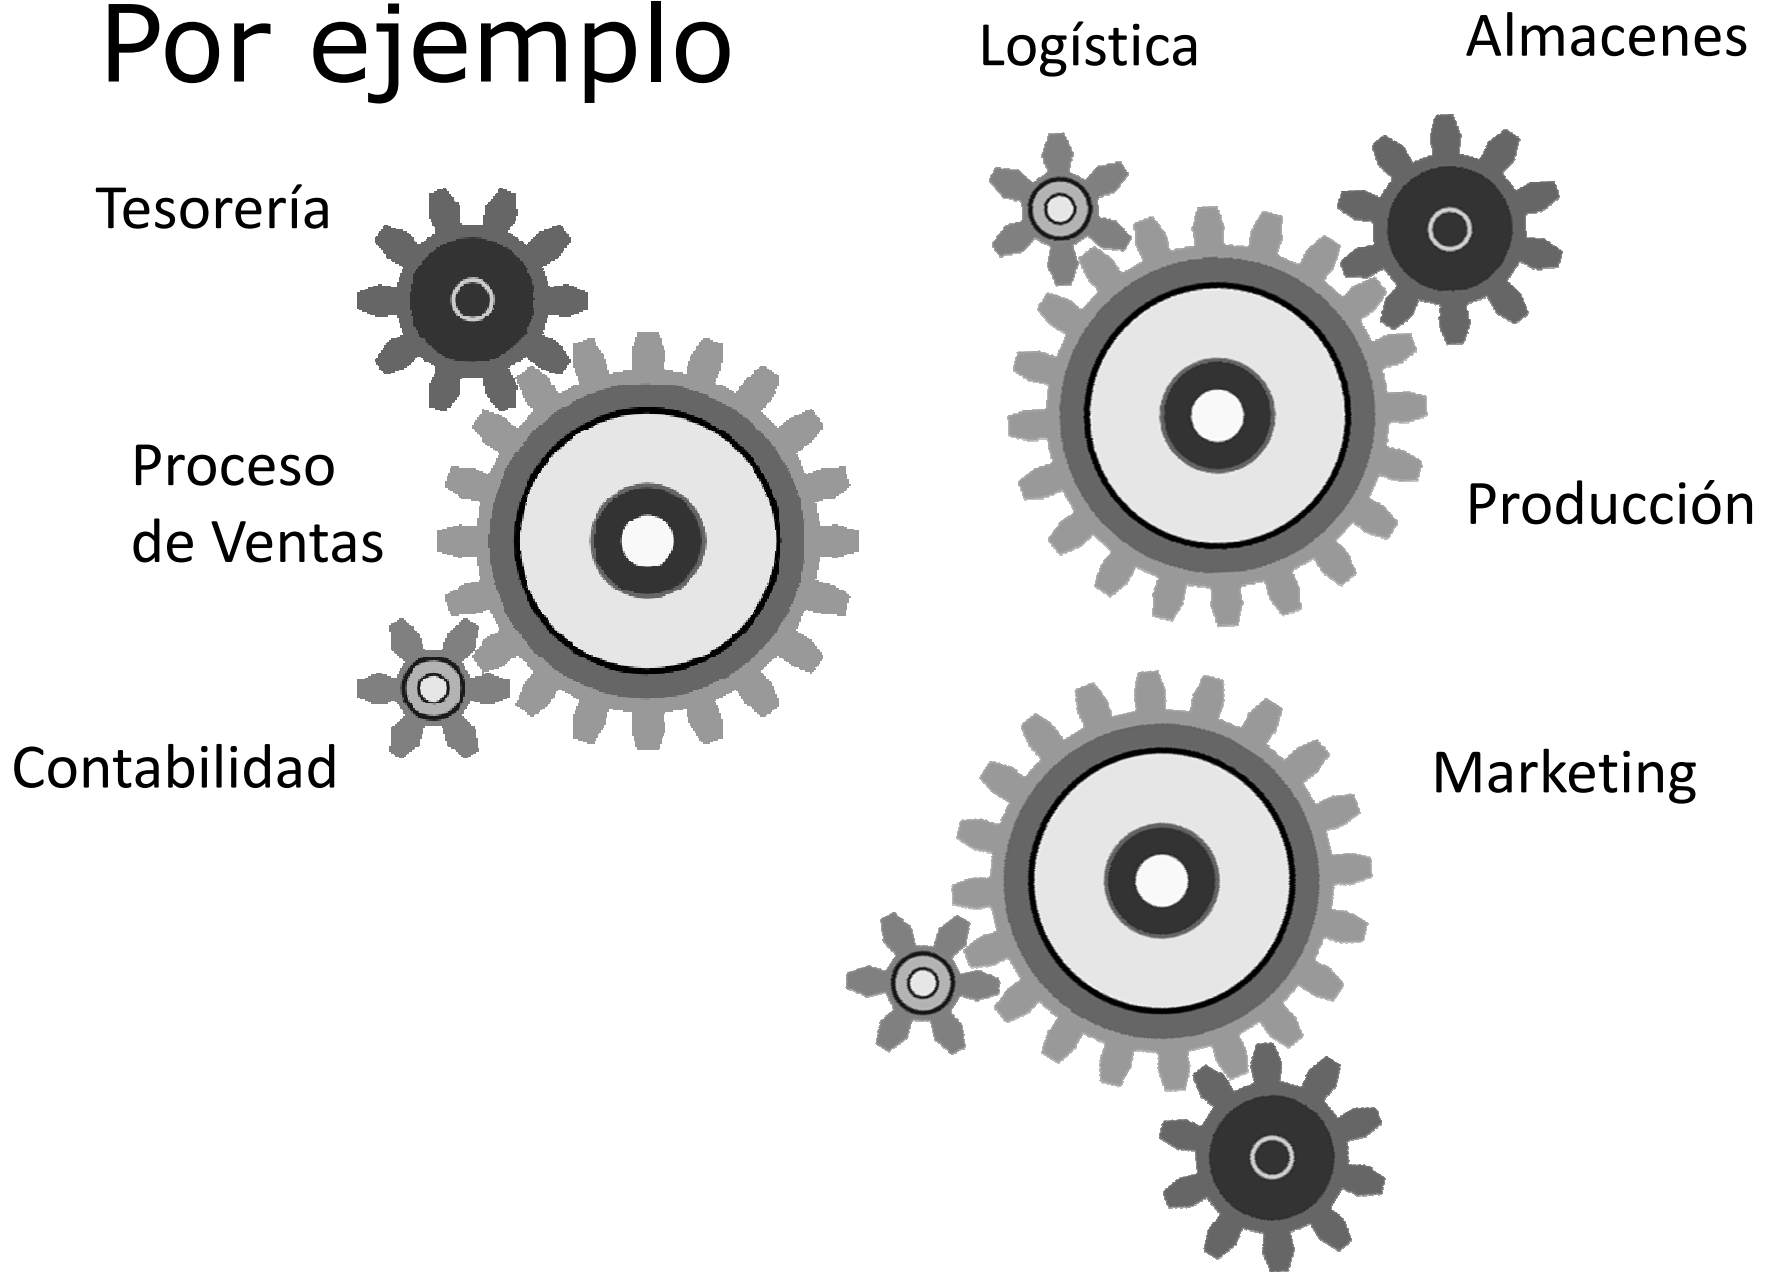 Por ejemplo
Logística
Almacenes
Tesorería
Proceso
de Ventas
Producción
Contabilidad
Marketing